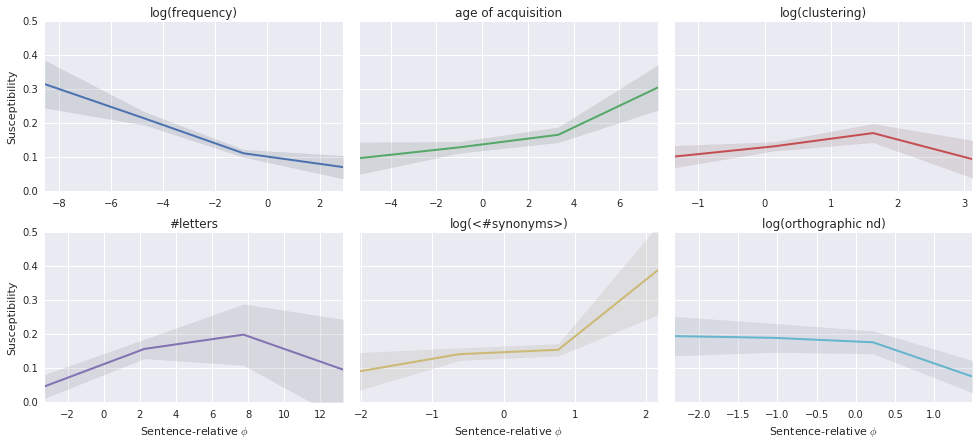 log(frequency)
age of acquisition
log(clustering)
Susceptibility
0.5
0.4
0.3
0.2
0.1
0.0
−8 −6 −4 −2 0 2
−4 −2 0 2 4 6
−1 0 1 2 3
#letters
log(<#synonyms>)
log(orthographic nd)
Susceptibility
0.5
0.4
0.3
0.2
0.1
0.0
−2 0 2 4 6 8 10 12
−2 −1 0 1 2
−2.0 −1.5 −1.0 −0.5 0.0 0.5 1.0
Sentence-relative ϕ
Sentence-relative ϕ
Sentence-relative ϕ